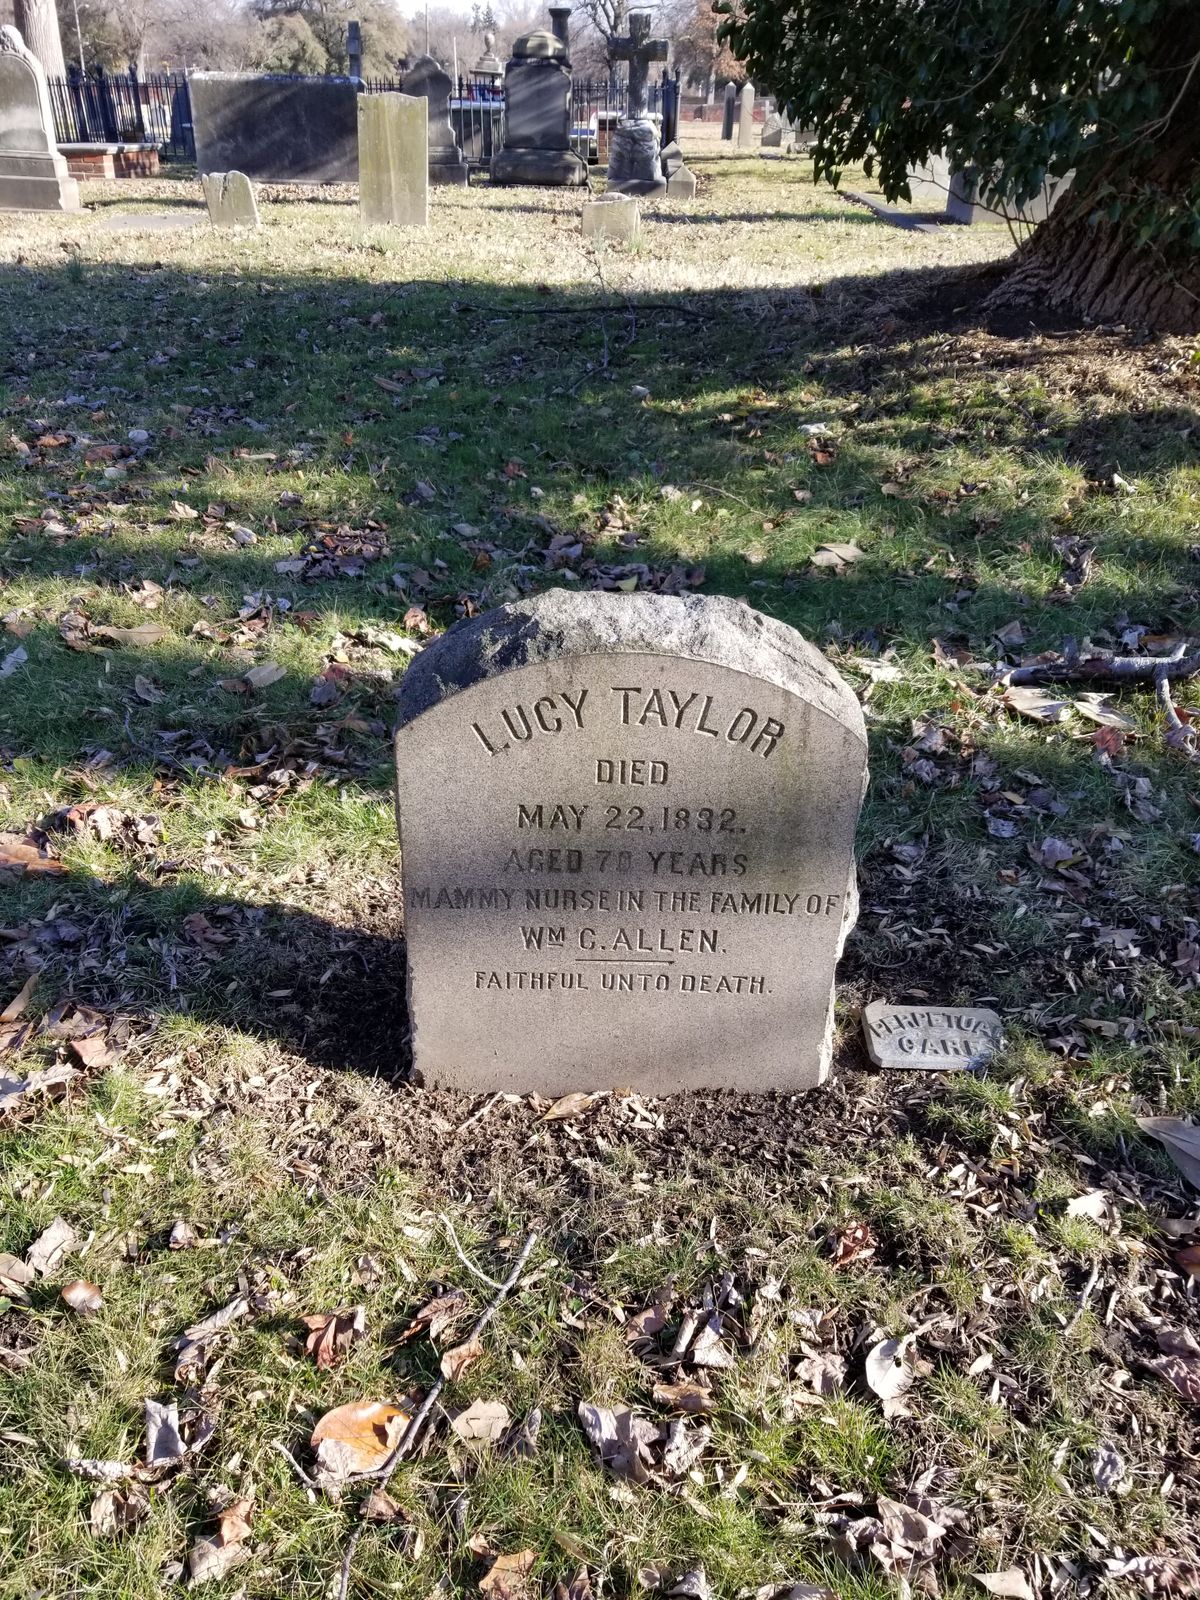 LUCY TAYLOR
DIED
MAY 22, 1882.
AGED 70 YEARS
MAMMY NURSE IN THE FAMILY OF
WM C. ALLEN.
FAITHFUL UNTO DEATH.
PERPETUAL
CARE